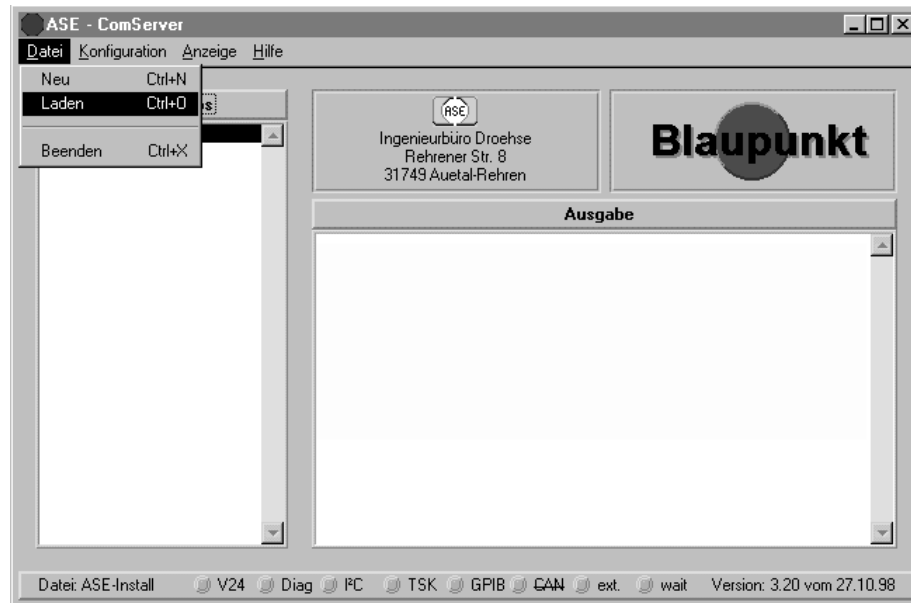 ASE - ComServer
Datei Konfiguration Anzeige Hilfe
Neu Ctrl+N
Laden Ctrl+O
Beenden Ctrl+X
ASE
Ingenieurbüro Droehse
Rehrener Str. 8
31749 Auetal-Rehren
Blaupunkt
Ausgabe
Datei: ASE-Install V24 Diag I²C TSK GPIB CAN ext. wait Version: 3.20 vom 27.10.98